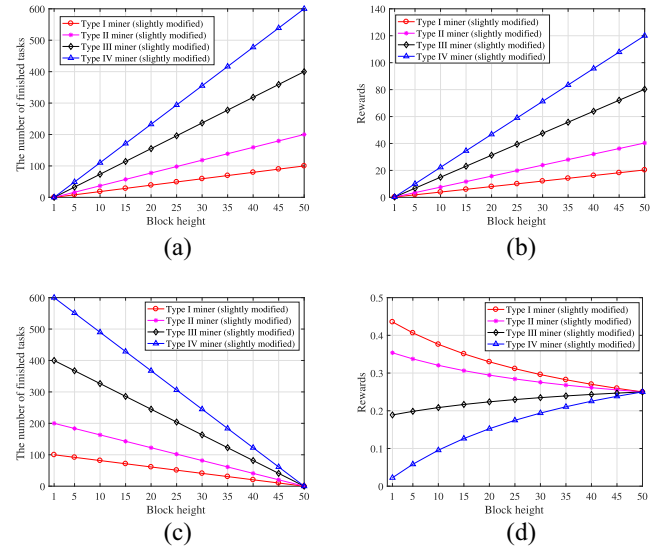 600
500
400
300
200
100
0
The number of finished tasks
Type I miner (slightly modified)
Type II miner (slightly modified)
Type III miner (slightly modified)
Type IV miner (slightly modified)
1 5 10 15 20 25 30 35 40 45 50
Block height
(a)
140
120
100
80
60
40
20
0
Rewards
Type I miner (slightly modified)
Type II miner (slightly modified)
Type III miner (slightly modified)
Type IV miner (slightly modified)
1 5 10 15 20 25 30 35 40 45 50
Block height
(b)
600
500
400
300
200
100
0
The number of finished tasks
Type I miner (slightly modified)
Type II miner (slightly modified)
Type III miner (slightly modified)
Type IV miner (slightly modified)
1 5 10 15 20 25 30 35 40 45 50
Block height
(c)
0.5
0.4
0.3
0.2
0.1
0
Rewards
Type I miner (slightly modified)
Type II miner (slightly modified)
Type III miner (slightly modified)
Type IV miner (slightly modified)
1 5 10 15 20 25 30 35 40 45 50
Block height
(d)